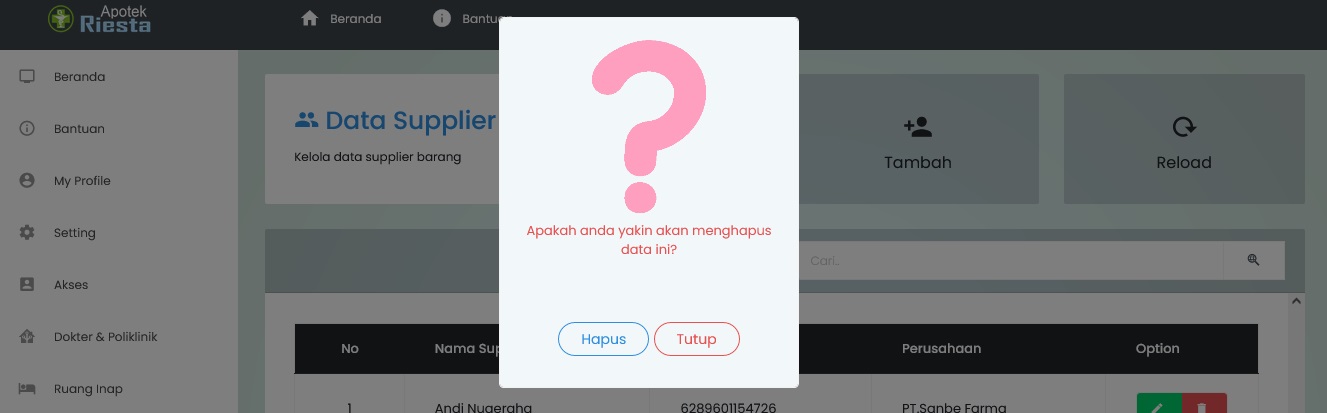 Apotek
Riesta
Beranda
Bantuan
Beranda
Bantuan
My Profile
Setting
Akses
Dokter & Poliklinik
Ruang Inap
Data Supplier
Kelola data supplier barang
Apakah anda yakin akan menghapus
data ini?
Hapus Tutup
Tambah
Reload
Cari..
No Nama Perusahaan Option
1 Andi Nugeraha 6289601154726 PT.Sanbe Farma